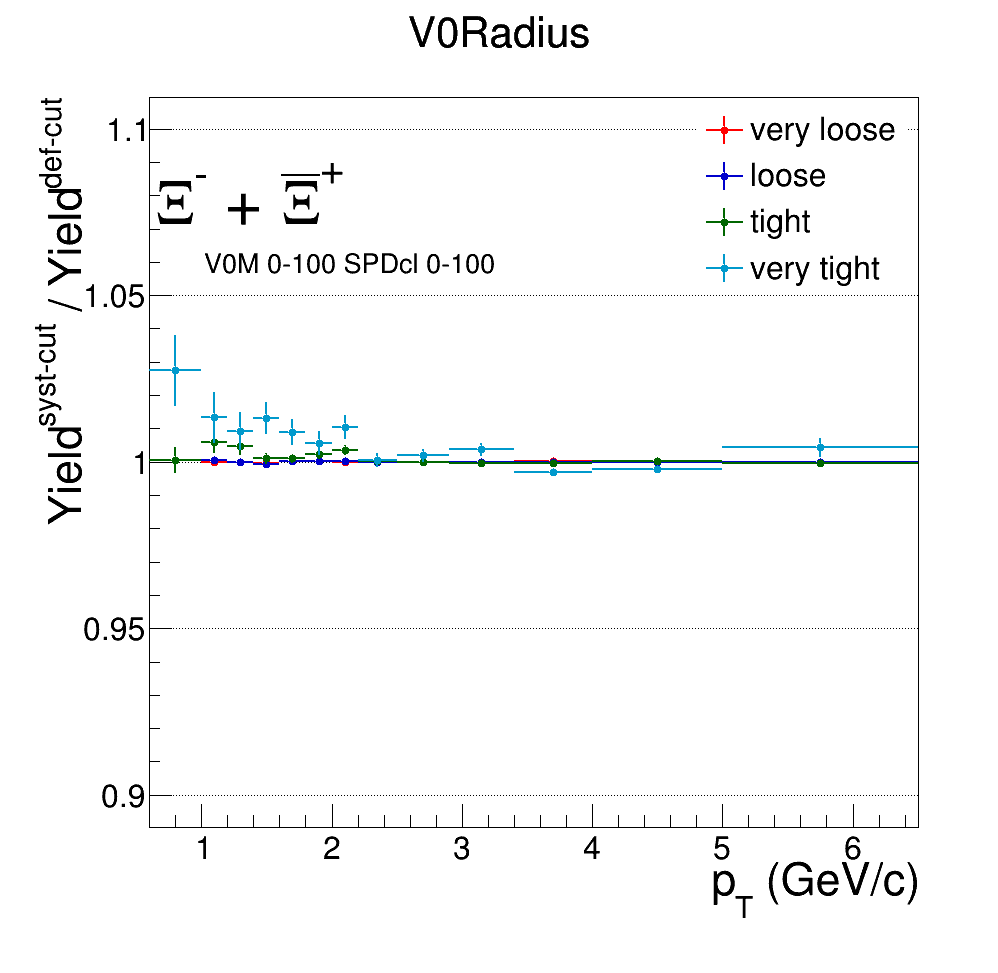 V0Radius
Yield^syst-cut / Yield^def-cut
1.1
1.05
1
0.95
0.9
Ξ⁻ + Ξ̅⁺
V0M 0-100 SPDcl 0-100
very loose
loose
tight
very tight
1 2 3 4 5 6
p_T (GeV/c)